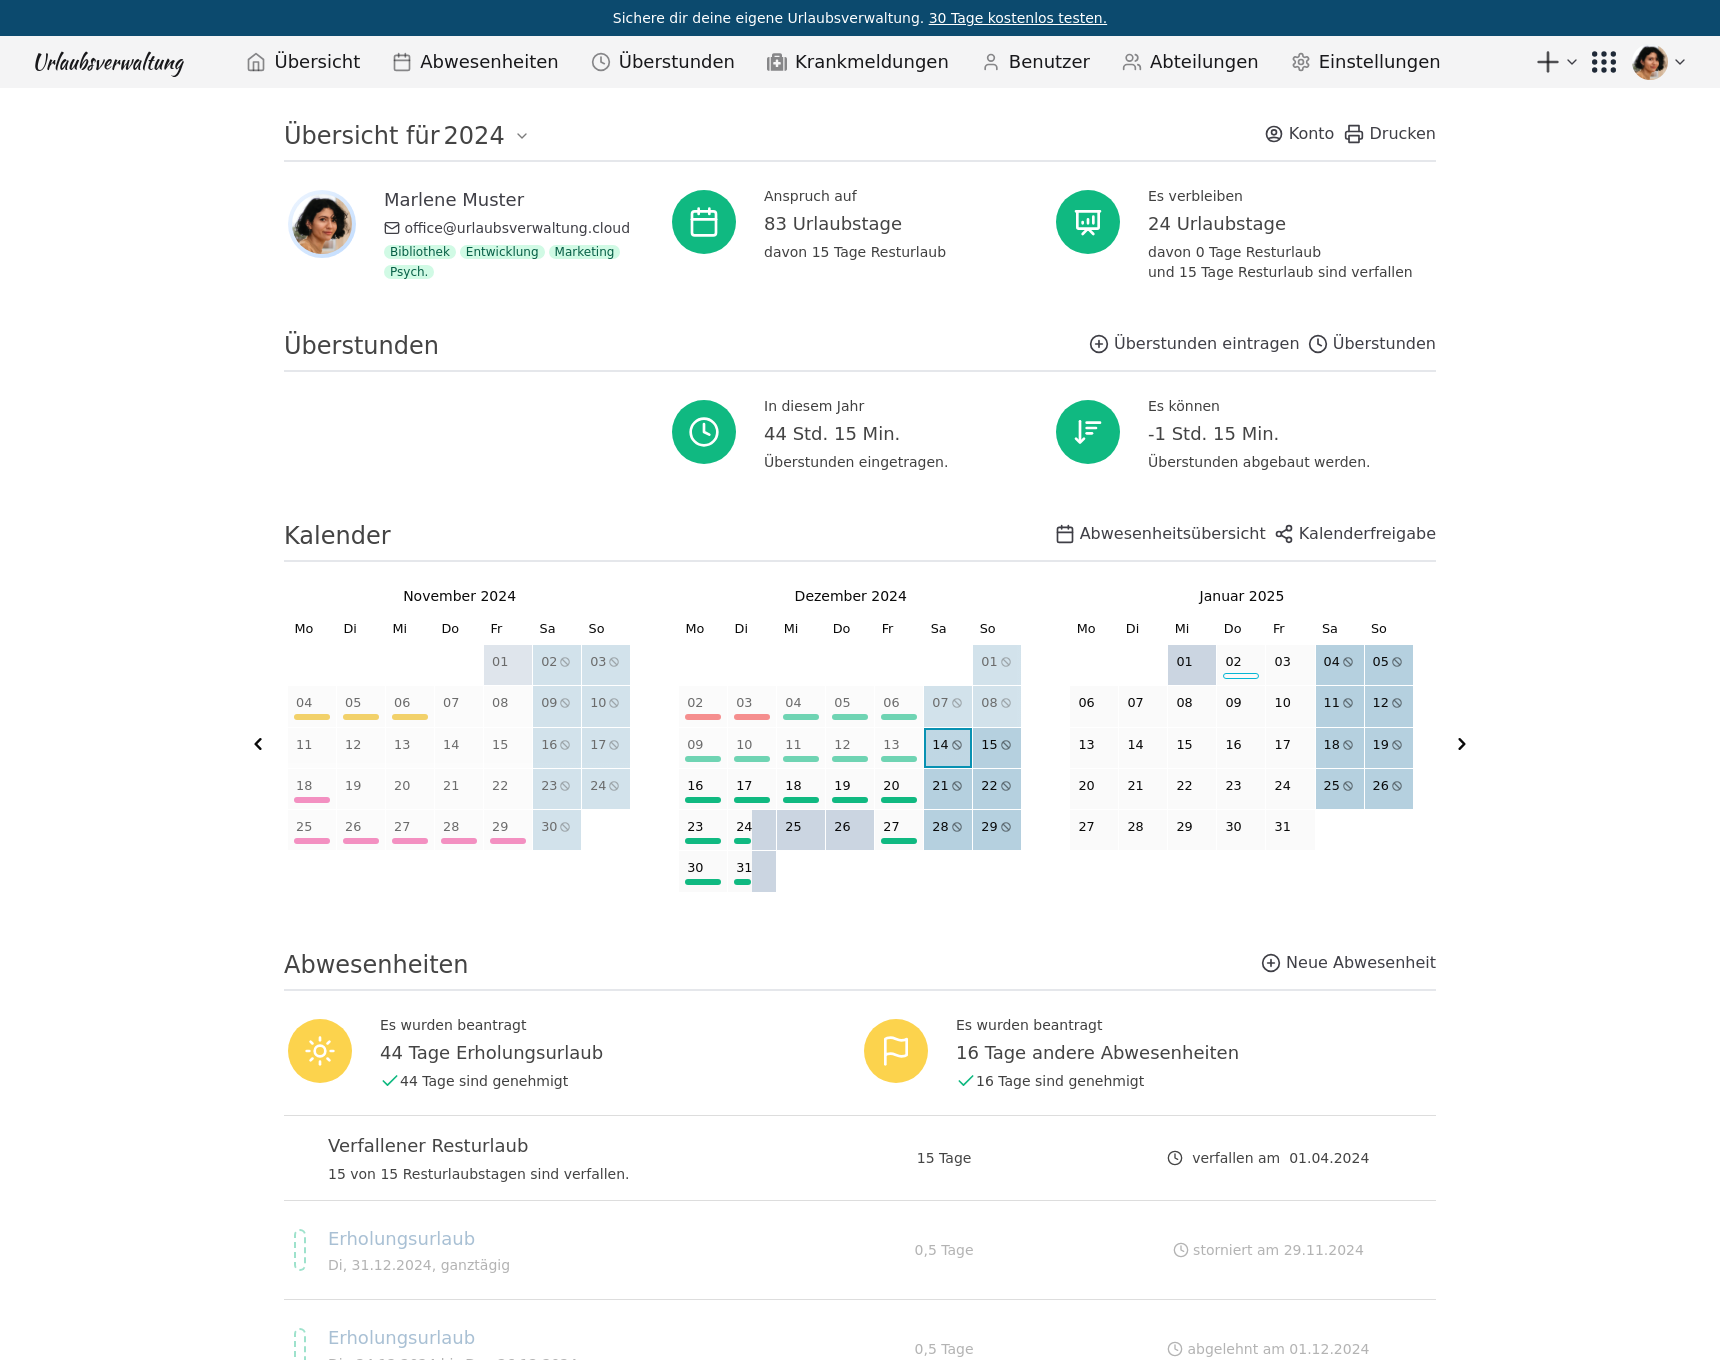 Sichere dir deine eigene Urlaubsverwaltung. 30 Tage kostenlos testen.
Urlaubsverwaltung Übersicht Abwesenheiten Überstunden Krankmeldungen Benutzer Abteilungen Einstellungen
Übersicht für 2024 Konto Drucken
Marlene Muster
office@urlaubsverwaltung.cloud
Bibliothek Entwicklung Marketing
Psych.
Anspruch auf
83 Urlaubstage
davon 15 Tage Resturlaub
Es verbleiben
24 Urlaubstage
davon 0 Tage Resturlaub
und 15 Tage Resturlaub sind verfallen
Überstunden Überstunden eintragen Überstunden
In diesem Jahr
44 Std. 15 Min.
Überstunden eingetragen.
Es können
-1 Std. 15 Min.
Überstunden abgebaut werden.
Kalender Abwesenheitsübersicht Kalenderfreigabe
November 2024
Mo Di Mi Do Fr Sa So
01 02 03
04 05 06 07 08 09 10
11 12 13 14 15 16 17
18 19 20 21 22 23 24
25 26 27 28 29 30
Dezember 2024
Mo Di Mi Do Fr Sa So
01
02 03 04 05 06 07 08
09 10 11 12 13 14 15
16 17 18 19 20 21 22
23 24 25 26 27 28 29
30 31
Januar 2025
Mo Di Mi Do Fr Sa So
01 02 03 04 05
06 07 08 09 10 11 12
13 14 15 16 17 18 19
20 21 22 23 24 25 26
27 28 29 30 31
Abwesenheiten Neue Abwesenheit
Es wurden beantragt
44 Tage Erholungsurlaub
44 Tage sind genehmigt
Es wurden beantragt
16 Tage andere Abwesenheiten
16 Tage sind genehmigt
Verfallener Resturlaub
15 von 15 Resturlaubstagen sind verfallen.
15 Tage
verfallen am 01.04.2024
Erholungsurlaub
Di, 31.12.2024, ganztägig
0,5 Tage
storniert am 29.11.2024
Erholungsurlaub
0,5 Tage
abgelehnt am 01.12.2024